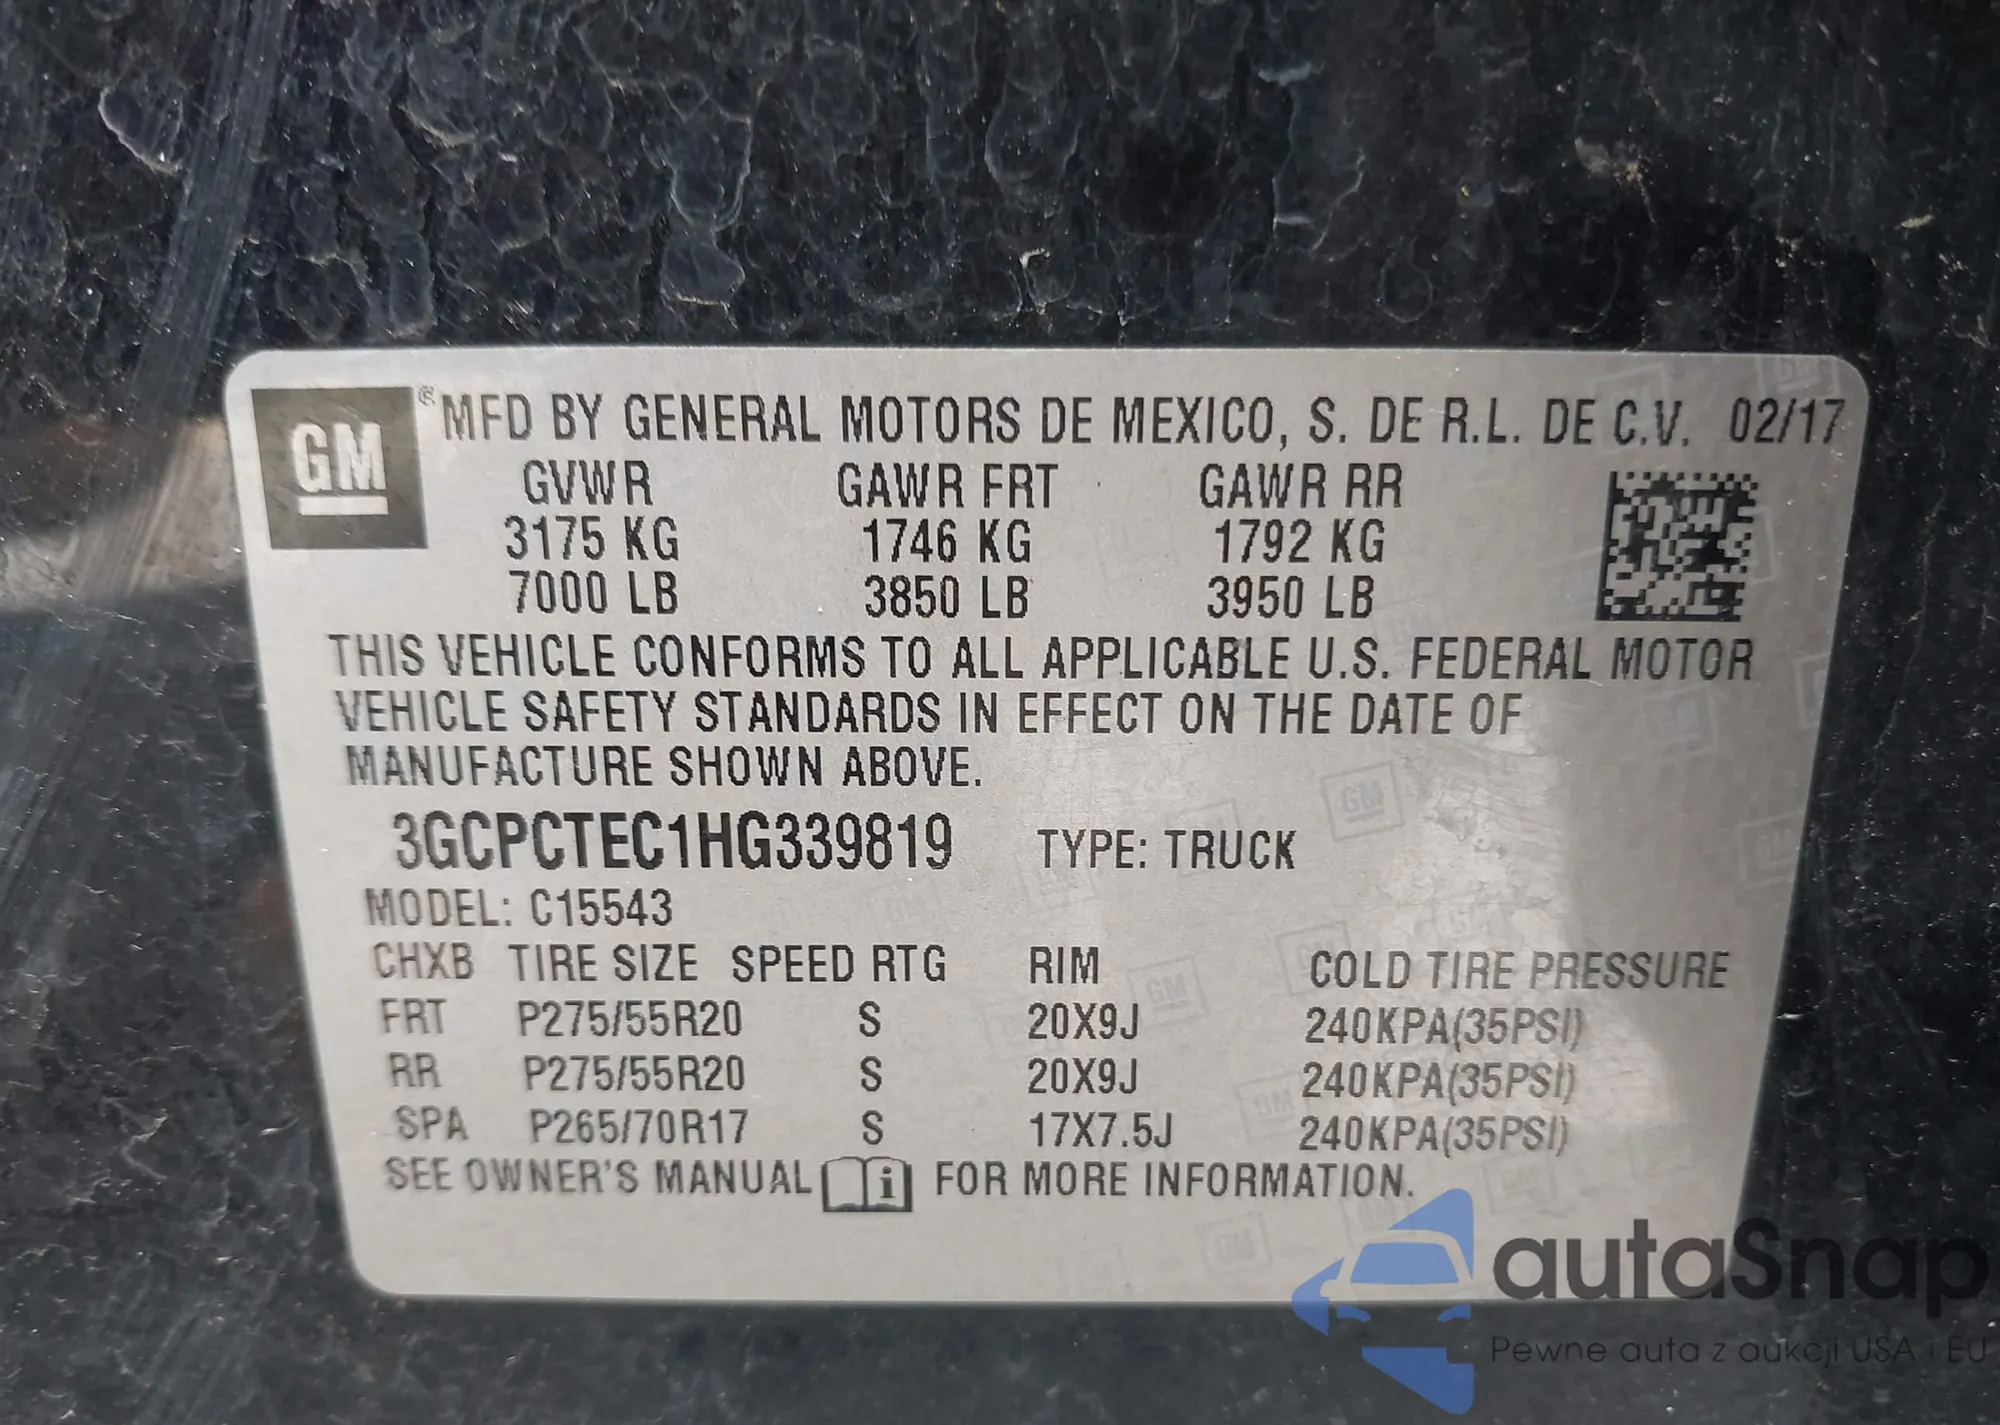 GM ® MFD BY GENERAL MOTORS DE MEXICO, S. DE R.L. DE C.V. 02/17
GVWR GAWR FRT GAWR RR
3175 KG 1746 KG 1792 KG
7000 LB 3850 LB 3950 LB
THIS VEHICLE CONFORMS TO ALL APPLICABLE U.S. FEDERAL MOTOR
VEHICLE SAFETY STANDARDS IN EFFECT ON THE DATE OF
MANUFACTURE SHOWN ABOVE.
3GCPCTEC1HG339819 TYPE: TRUCK
MODEL: C15543
CHXB TIRE SIZE SPEED RTG RIM COLD TIRE PRESSURE
FRT P275/55R20 S 20X9J 240KPA(35PSI)
RR P275/55R20 S 20X9J 240KPA(35PSI)
SPA P265/70R17 S 17X7.5J 240KPA(35PSI)
SEE OWNER'S MANUAL i FOR MORE INFORMATION.
autaSnap
Pewne auta z aukcji USA i EU